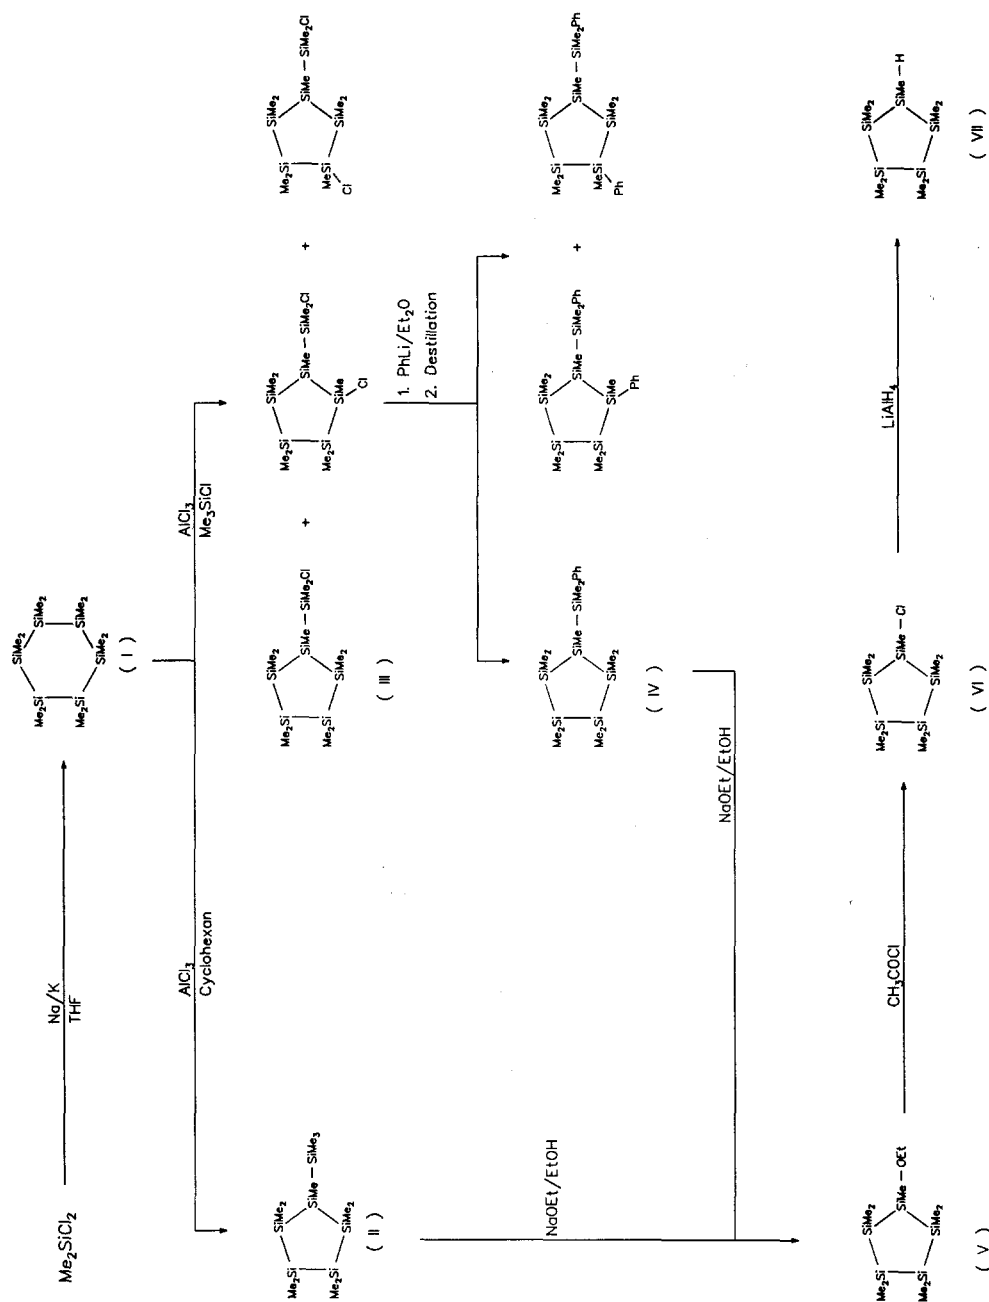 Me2SiCl2
Na/K
THF
SiMe2
Me2Si
SiMe2
Me2Si
SiMe2
SiMe2
( I )
AlCl3
Cyclohexan
AlCl3
Me3SiCl
SiMe2
Me2Si
SiMe — SiMe3
Me2Si
SiMe2
( II )
SiMe2
Me2Si
SiMe — SiMe2Cl
Me2Si
SiMe2
( III )
+
SiMe2
Me2Si
SiMe — SiMe2Cl
Me2Si
SiMe
Cl
+
SiMe2
Me2Si
SiMe — SiMe2Cl
MeSi
SiMe2
Cl
1. PhLi/Et2O
2. Destillation
NaOEt/EtOH
SiMe2
Me2Si
SiMe — SiMe2Ph
Me2Si
SiMe2
( IV )
SiMe2
Me2Si
SiMe — SiMe2Ph
Me2Si
SiMe
Ph
+
SiMe2
Me2Si
SiMe — SiMe2Ph
MeSi
SiMe2
Ph
NaOEt/EtOH
SiMe2
Me2Si
SiMe — OEt
Me2Si
SiMe2
( V )
CH3COCl
SiMe2
Me2Si
SiMe — Cl
Me2Si
SiMe2
( VI )
LiAlH4
SiMe2
Me2Si
SiMe — H
Me2Si
SiMe2
( VII )